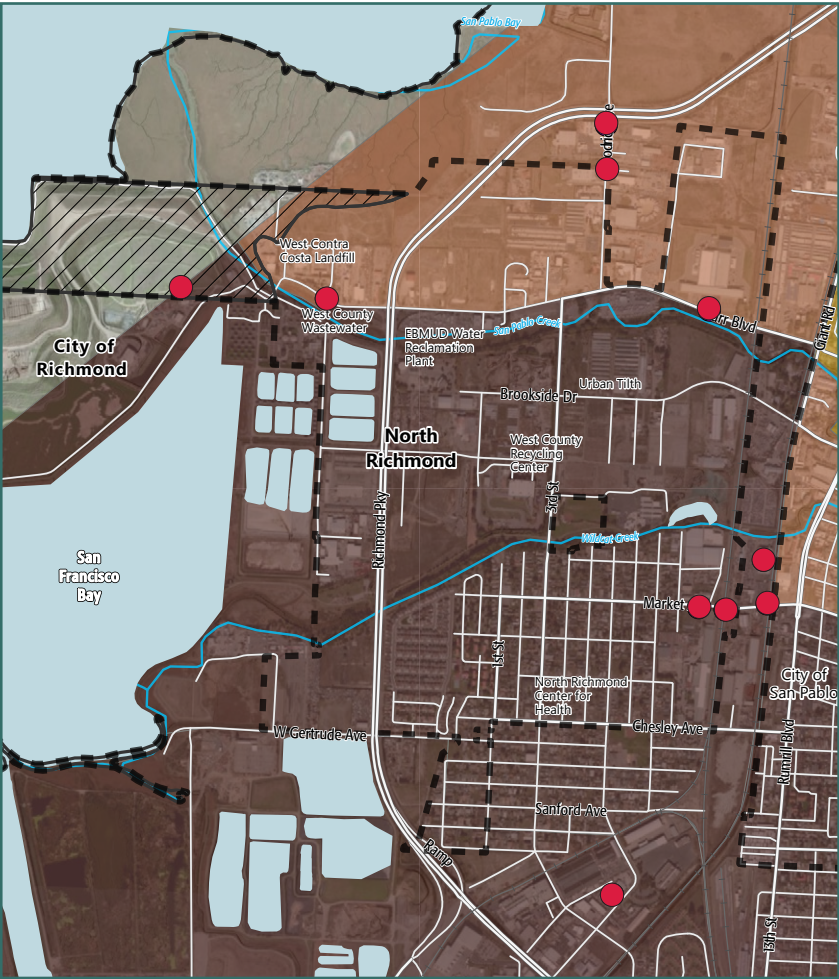 San Pablo Bay
West Contra
Costa Landfill
West County
Wastewater
EBMUD Water
Reclamation
Plant
San Pablo Creek
rr Blvd
Giant Rd
City of
Richmond
Brookside Dr
Urban Tilth
North
Richmond
West County
Recycling
Center
3rd St
Richmond Pky
Wildcat Creek
San
Francisco
Bay
Market
1st St
City of
San Pablo
North Richmond
Center for
Health
W Gertrude Ave
Chesley Ave
Rumrill Blvd
Sanford Ave
Ramp
13th St